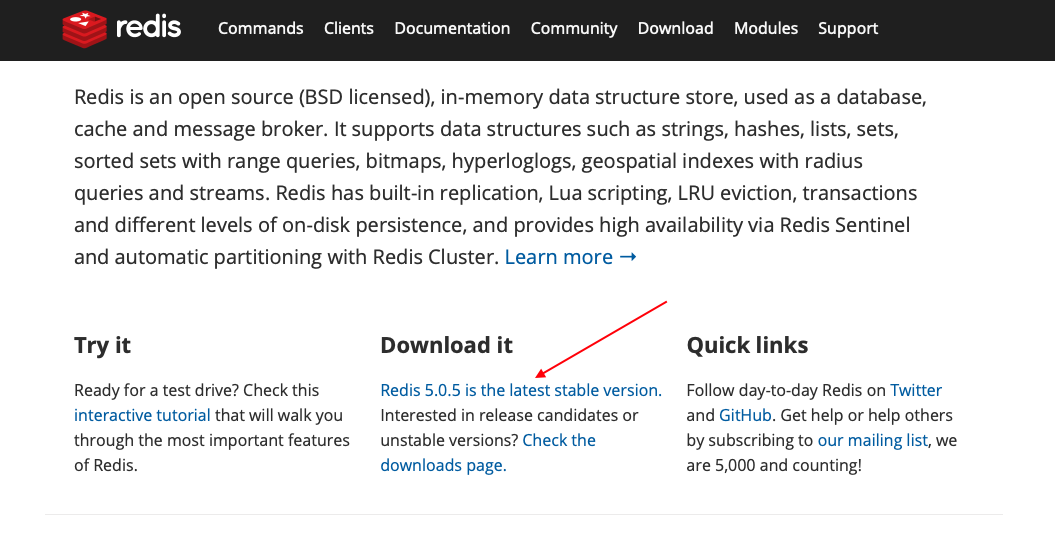 redis Commands Clients Documentation Community Download Modules Support
Redis is an open source (BSD licensed), in-memory data structure store, used as a database,
cache and message broker. It supports data structures such as strings, hashes, lists, sets,
sorted sets with range queries, bitmaps, hyperloglogs, geospatial indexes with radius
queries and streams. Redis has built-in replication, Lua scripting, LRU eviction, transactions
and different levels of on-disk persistence, and provides high availability via Redis Sentinel
and automatic partitioning with Redis Cluster. Learn more →
Try it
Ready for a test drive? Check this
interactive tutorial that will walk you
through the most important features
of Redis.
Download it
Redis 5.0.5 is the latest stable version.
Interested in release candidates or
unstable versions? Check the
downloads page.
Quick links
Follow day-to-day Redis on Twitter
and GitHub. Get help or help others
by subscribing to our mailing list, we
are 5,000 and counting!